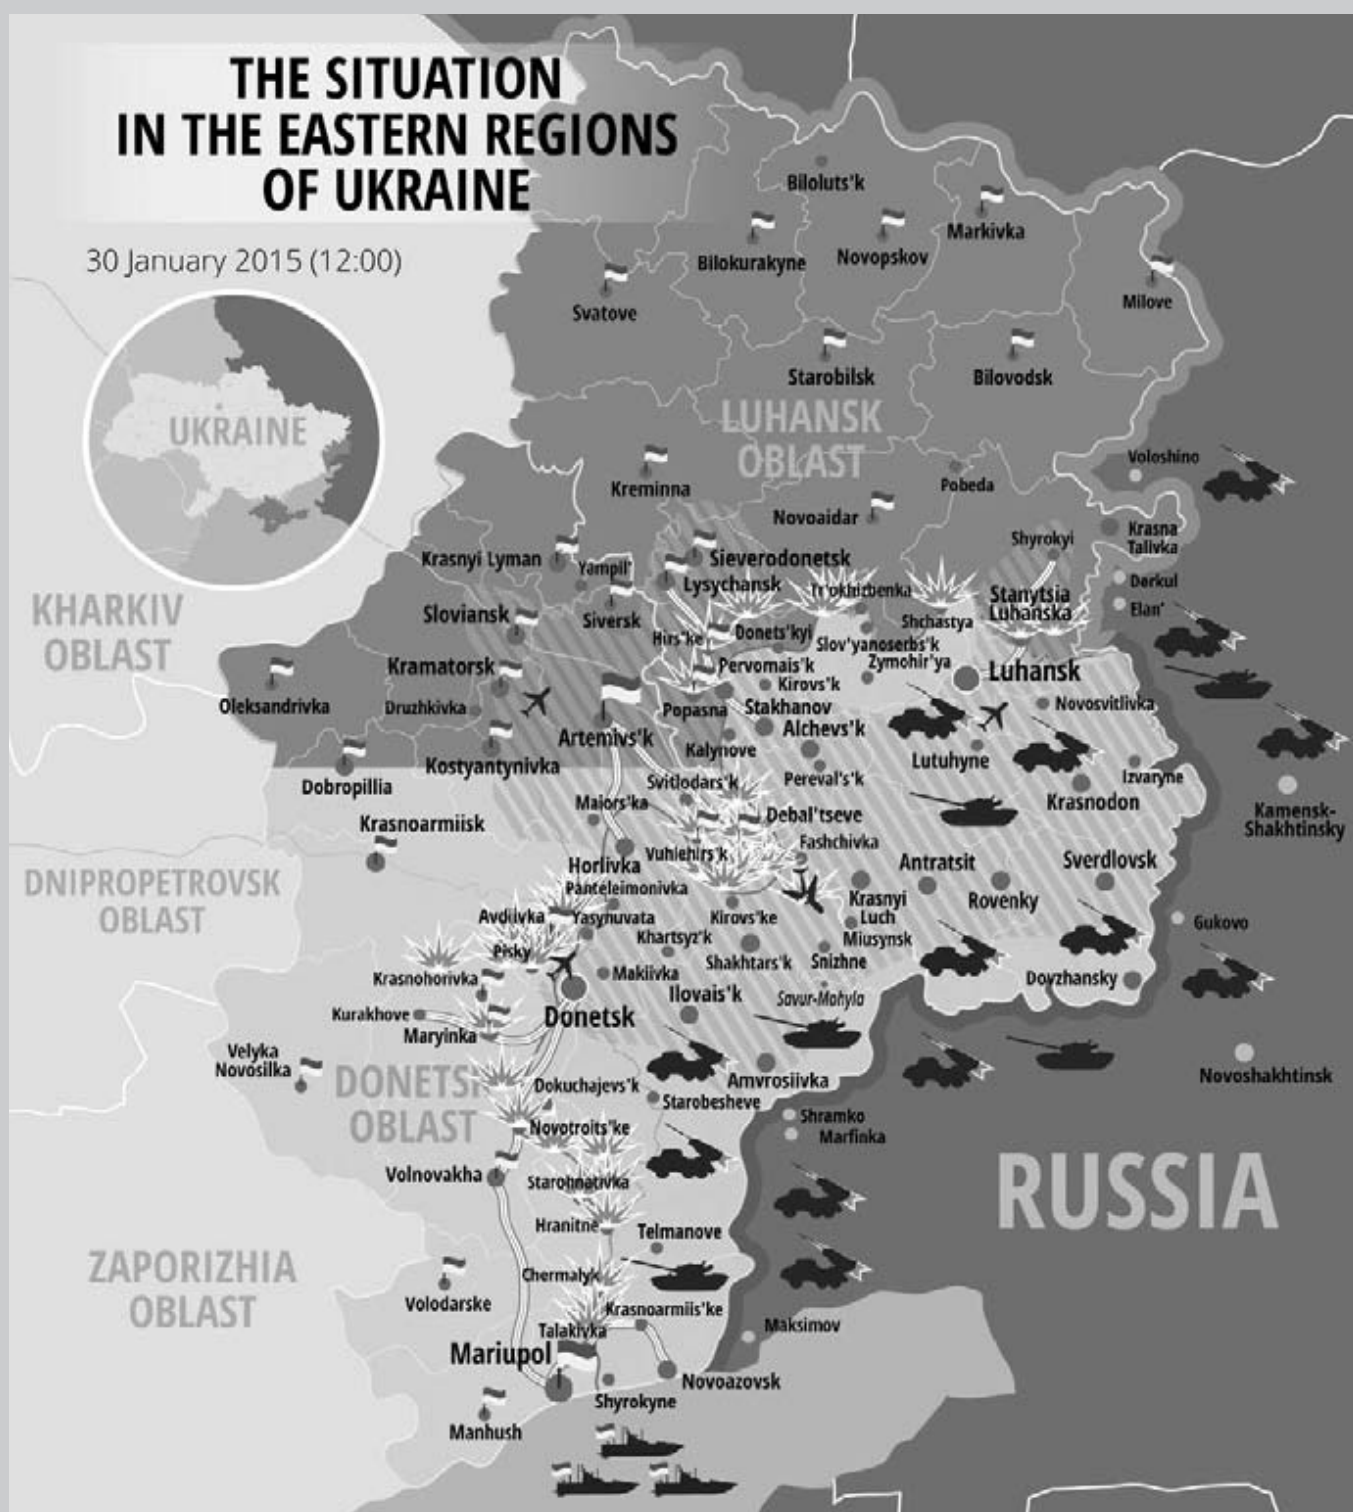 THE SITUATION
IN THE EASTERN REGIONS
OF UKRAINE
30 January 2015 (12:00)
UKRAINE
Biloluts'k
Markivka
Bilokurakyne
Novopskov
Milove
Svatove
Starobilsk
Bilovodsk
LUHANSK
OBLAST
Voloshino
Kreminna
Pobeda
Novoaidar
Krasna
Talivka
Shyrokyi
Krasnyi Lyman
Sieverodonetsk
Yampil'
Lysychansk
Derkul
Stanytsia
Luhanska
Elan'
Tr'okhizbenka
KHARKIV
OBLAST
Sloviansk
Siversk
Shchastya
Hirs'ke
Donets'kyi
Slov'yanoserbs'k
Zymohir'ya
Kramatorsk
Pervomais'k
Luhansk
Kirovs'k
Oleksandrivka
Druzhkivka
Popasna
Stakhanov
Novosvitlivka
Alchevs'k
Artemivs'k
Kalynove
Lutuhyne
Kostyantynivka
Izvaryne
Pereval's'k
Dobropillia
Svitlodars'k
Krasnodon
Maiors'ka
Debal'tseve
Kamensk-
Shakhtinsky
Krasnoarmiisk
Fashchivka
Vuhlehirs'k
Antratsit
Sverdlovsk
Horlivka
DNIPROPETROVSK
OBLAST
Panteleimonivka
Krasnyi
Luch
Rovenky
Avdiivka
Yasynuvata
Kirovs'ke
Gukovo
Khartsyz'k
Miusynsk
Pisky
Shakhtars'k
Snizhne
Krasnohorivka
Makiivka
Dovzhansky
Ilovais'k
Savur-Mohyla
Kurakhove
Donetsk
Maryinka
Velyka
Novosilka
DONETSK
OBLAST
Dokuchajevs'k
Amvrosiivka
Novoshakhtinsk
Starobesheve
Shramko
Marfinka
Novotroits'ke
Volnovakha
Starohnativka
RUSSIA
Hranitne
Telmanove
ZAPORIZHIA
OBLAST
Chermalyk
Volodarske
Krasnoarmiis'ke
Maksimov
Talakivka
Mariupol
Novoazovsk
Shyrokyne
Manhush